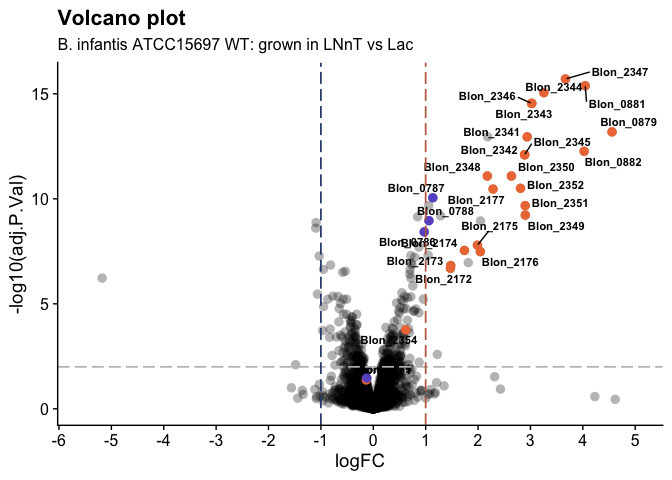 Volcano plot
B. infantis ATCC15697 WT: grown in LNnT vs Lac
-log10(adj.P.Val)
15
10
5
0
Blon_2347
Blon_2344
Blon_2346
Blon_0881
Blon_2343
Blon_0879
Blon_2341
Blon_2345
Blon_2342
Blon_0882
Blon_2348
Blon_2350
Blon_0787
Blon_2352
Blon_2177
Blon_2351
Blon_0788
Blon_2349
Blon_2175
Blon_2174
Blon_2173
Blon_2176
Blon_2172
Blon_2354
-6 -5 -4 -3 -2 -1 0 1 2 3 4 5
logFC